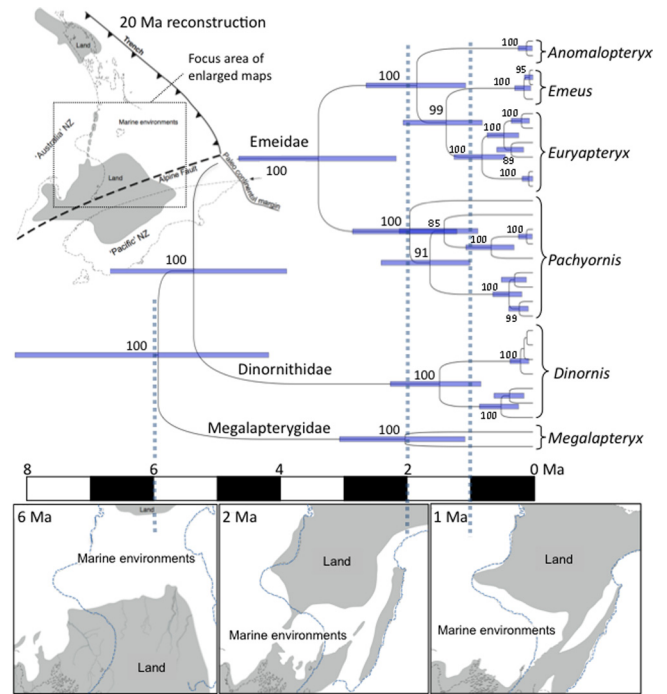 20 Ma reconstruction
Land
Trench
Focus area of
enlarged maps
'Australia' NZ
Marine environments
Land
Alpine Fault
Paleo continental margin
'Pacific' NZ
100
Emeidae
100
100
Anomalopteryx
95
Emeus
99
100
100
89
100
Euryapteryx
100
85
91
100
100
100
99
Pachyornis
100
100
Dinornithidae
100
100
100
Dinornis
Megalapterygidae
100
Megalapteryx
8
6
4
2
0 Ma
6 Ma
Land
Marine environments
Land
2 Ma
Land
Marine environments
1 Ma
Land
Marine environments